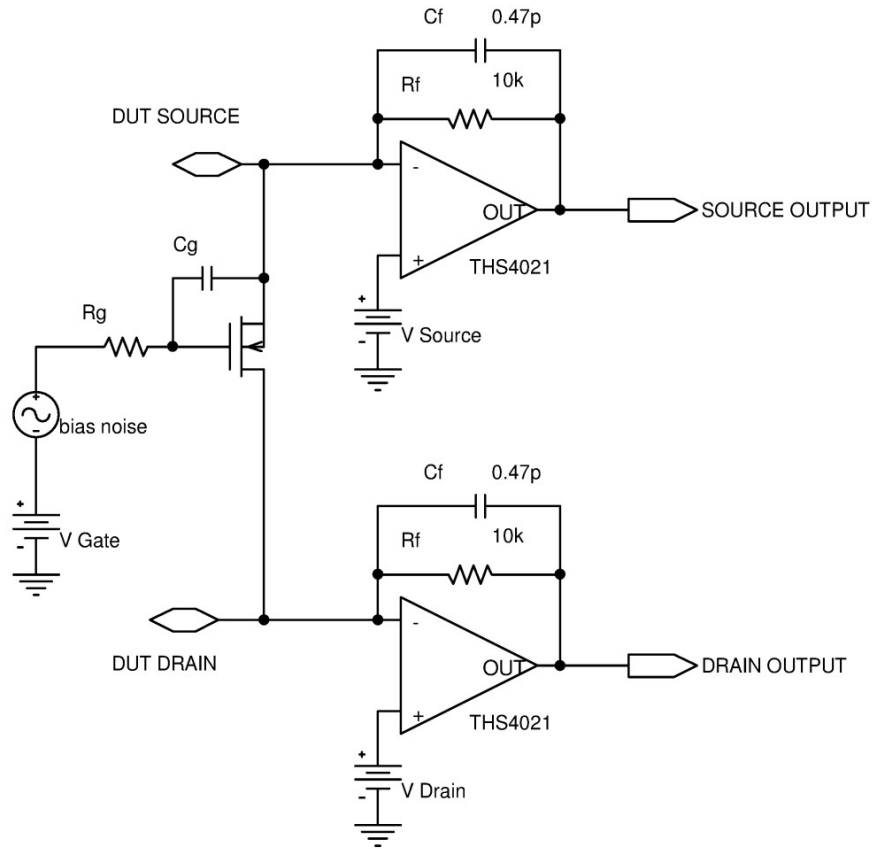 Cf 0.47p
Rf 10k
DUT SOURCE
-
OUT
SOURCE OUTPUT
Cg
+
THS4021
Rg
+
V Source
-
+
bias noise
-
Cf 0.47p
+
V Gate
-
Rf 10k
-
DUT DRAIN
OUT
DRAIN OUTPUT
+
THS4021
+
V Drain
-